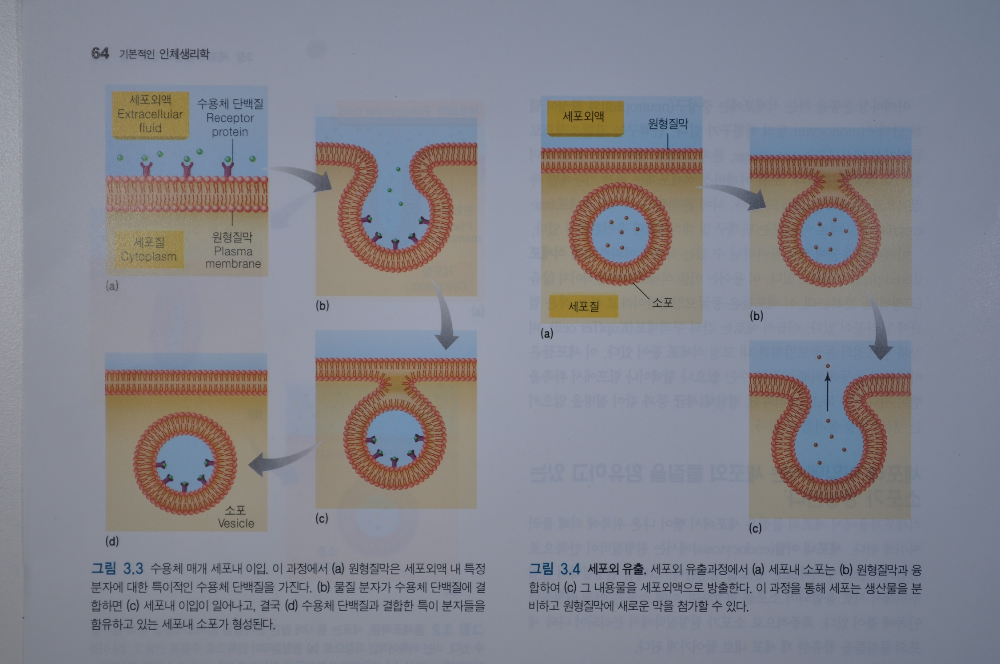 64 기본적인 인체생리학
세포외액
Extracellular
fluid
수용체 단백질
Receptor
protein
세포질
Cytoplasm
원형질막
Plasma
membrane
(a)
(b)
(c)
소포
Vesicle
(d)
그림 3.3 수용체 매개 세포내 이입. 이 과정에서 (a) 원형질막은 세포외액 내 특정
분자에 대한 특이적인 수용체 단백질을 가진다. (b) 물질 분자가 수용체 단백질에 결
합하면 (c) 세포내 이입이 일어나고, 결국 (d) 수용체 단백질과 결합한 특이 분자들을
함유하고 있는 세포내 소포가 형성된다.
세포외액
원형질막
세포질
소포
(a)
(b)
(c)
그림 3.4 세포외 유출. 세포외 유출과정에서 (a) 세포내 소포는 (b) 원형질막과 융
합하여 (c) 그 내용물을 세포외액으로 방출한다. 이 과정을 통해 세포는 생산물을 분
비하고 원형질막에 새로운 막을 첨가할 수 있다.